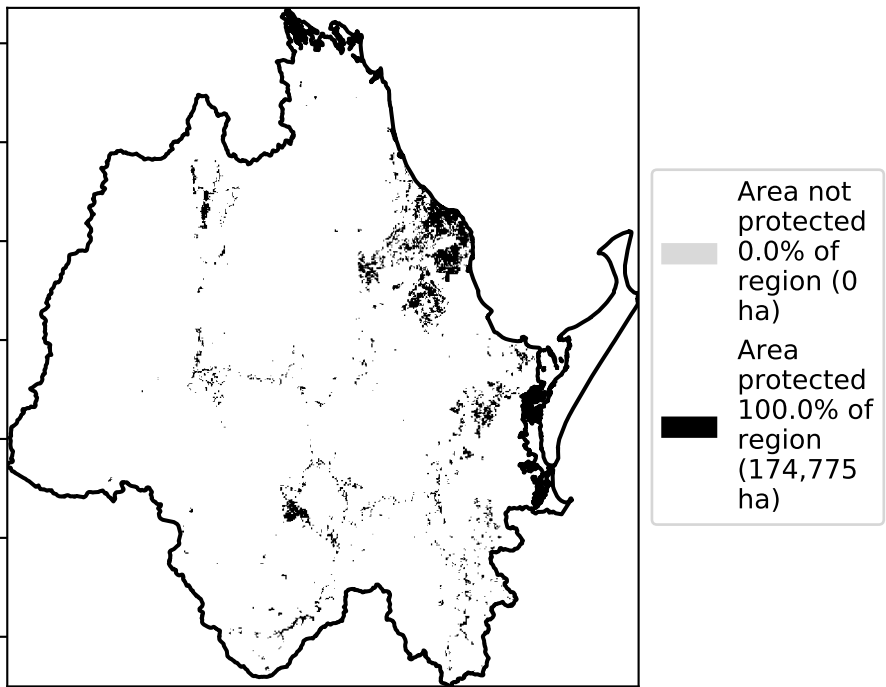 Area not
protected
0.0% of
region (0
ha)
Area
protected
100.0% of
region
(174,775
ha)